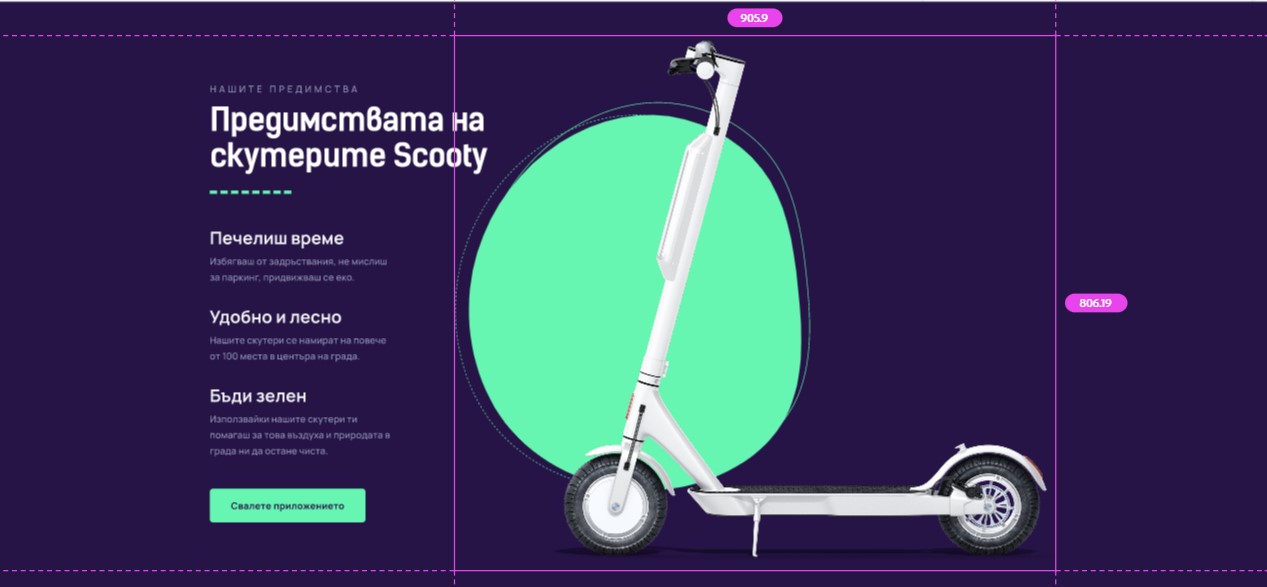 905.9
НАШИТЕ ПРЕДИМСТВА
Предимствата на
скутерите Scooty
Печелиш време
Избягваш от задръствания, не мислиш
за паркинг, придвижваш се еко.
806.19
Удобно и лесно
Нашите скутери се намират на повече
от 100 места в центъра на града.
Бъди зелен
Използвайки нашите скутери ти
помагаш за това въздуха и природата в
града ни да остане чиста.
Свалете приложението